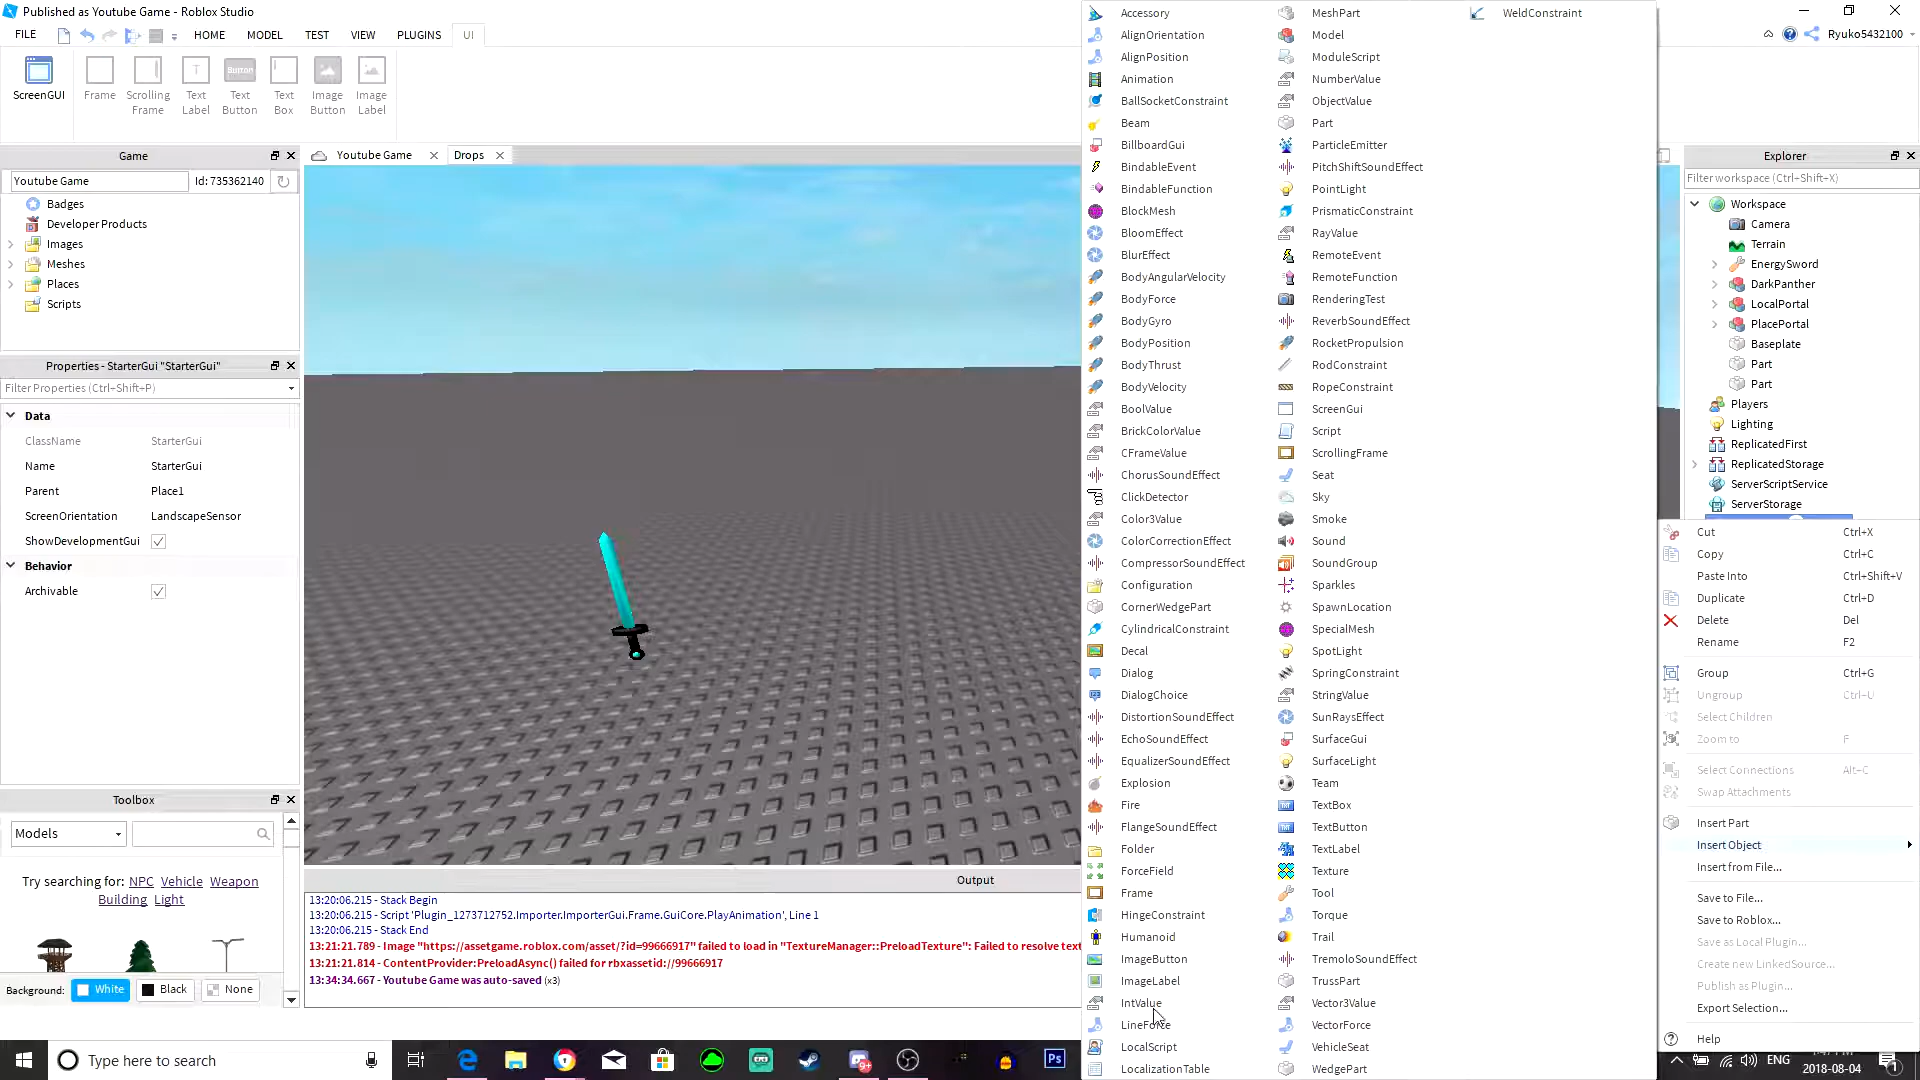 Published as Youtube Game - Roblox Studio
FILE
HOME
MODEL
TEST
VIEW
PLUGINS
UI
Ryuko5432100
ScreenGUI
Frame
Scrolling
Frame
Text
Label
Button
Text
Button
Text
Box
Image
Button
Image
Label
Game
Youtube Game
Id: 735362140
Badges
Developer Products
Images
Meshes
Places
Scripts
Properties - StarterGui "StarterGui"
Filter Properties (Ctrl+Shift+P)
Data
ClassName StarterGui
Name StarterGui
Parent Place1
ScreenOrientation LandscapeSensor
ShowDevelopmentGui
Behavior
Archivable
Toolbox
Models
Try searching for: NPC Vehicle Weapon
Building Light
Background: White Black None
Youtube Game
Drops
Output
13:20:06.215 - Stack Begin
13:20:06.215 - Script 'Plugin_1273712752.Importer.ImporterGui.Frame.GuiCore.PlayAnimation', Line 1
13:20:06.215 - Stack End
13:21:21.789 - Image "https://assetgame.roblox.com/asset/?id=99666917" failed to load in "TextureManager::PreloadTexture": Failed to resolve text
13:21:21.814 - ContentProvider:PreloadAsync() failed for rbxassetid://99666917
13:34:34.667 - Youtube Game was auto-saved (x3)
Accessory
AlignOrientation
AlignPosition
Animation
BallSocketConstraint
Beam
BillboardGui
BindableEvent
BindableFunction
BlockMesh
BloomEffect
BlurEffect
BodyAngularVelocity
BodyForce
BodyGyro
BodyPosition
BodyThrust
BodyVelocity
BoolValue
BrickColorValue
CFrameValue
ChorusSoundEffect
ClickDetector
Color3Value
ColorCorrectionEffect
CompressorSoundEffect
Configuration
CornerWedgePart
CylindricalConstraint
Decal
Dialog
DialogChoice
DistortionSoundEffect
EchoSoundEffect
EqualizerSoundEffect
Explosion
Fire
FlangeSoundEffect
Folder
ForceField
Frame
HingeConstraint
Humanoid
ImageButton
ImageLabel
IntValue
LineForce
LocalScript
LocalizationTable
MeshPart
Model
ModuleScript
NumberValue
ObjectValue
Part
ParticleEmitter
PitchShiftSoundEffect
PointLight
PrismaticConstraint
RayValue
RemoteEvent
RemoteFunction
RenderingTest
ReverbSoundEffect
RocketPropulsion
RodConstraint
RopeConstraint
ScreenGui
Script
ScrollingFrame
Seat
Sky
Smoke
Sound
SoundGroup
Sparkles
SpawnLocation
SpecialMesh
SpotLight
SpringConstraint
StringValue
SunRaysEffect
SurfaceGui
SurfaceLight
Team
TextBox
TextButton
TextLabel
Texture
Tool
Torque
Trail
TremoloSoundEffect
TrussPart
Vector3Value
VectorForce
VehicleSeat
WedgePart
WeldConstraint
Explorer
Filter workspace (Ctrl+Shift+X)
Workspace
Camera
Terrain
EnergySword
DarkPanther
LocalPortal
PlacePortal
Baseplate
Part
Part
Players
Lighting
ReplicatedFirst
ReplicatedStorage
ServerScriptService
ServerStorage
Cut Ctrl+X
Copy Ctrl+C
Paste Into Ctrl+Shift+V
Duplicate Ctrl+D
Delete Del
Rename F2
Group Ctrl+G
Ungroup Ctrl+U
Select Children
Zoom to F
Select Connections Alt+C
Swap Attachments
Insert Part
Insert Object
Insert from File...
Save to File...
Save to Roblox...
Save as Local Plugin...
Create new LinkedSource...
Publish as Plugin...
Export Selection...
Help
Type here to search
Ps
ENG
2018-08-04